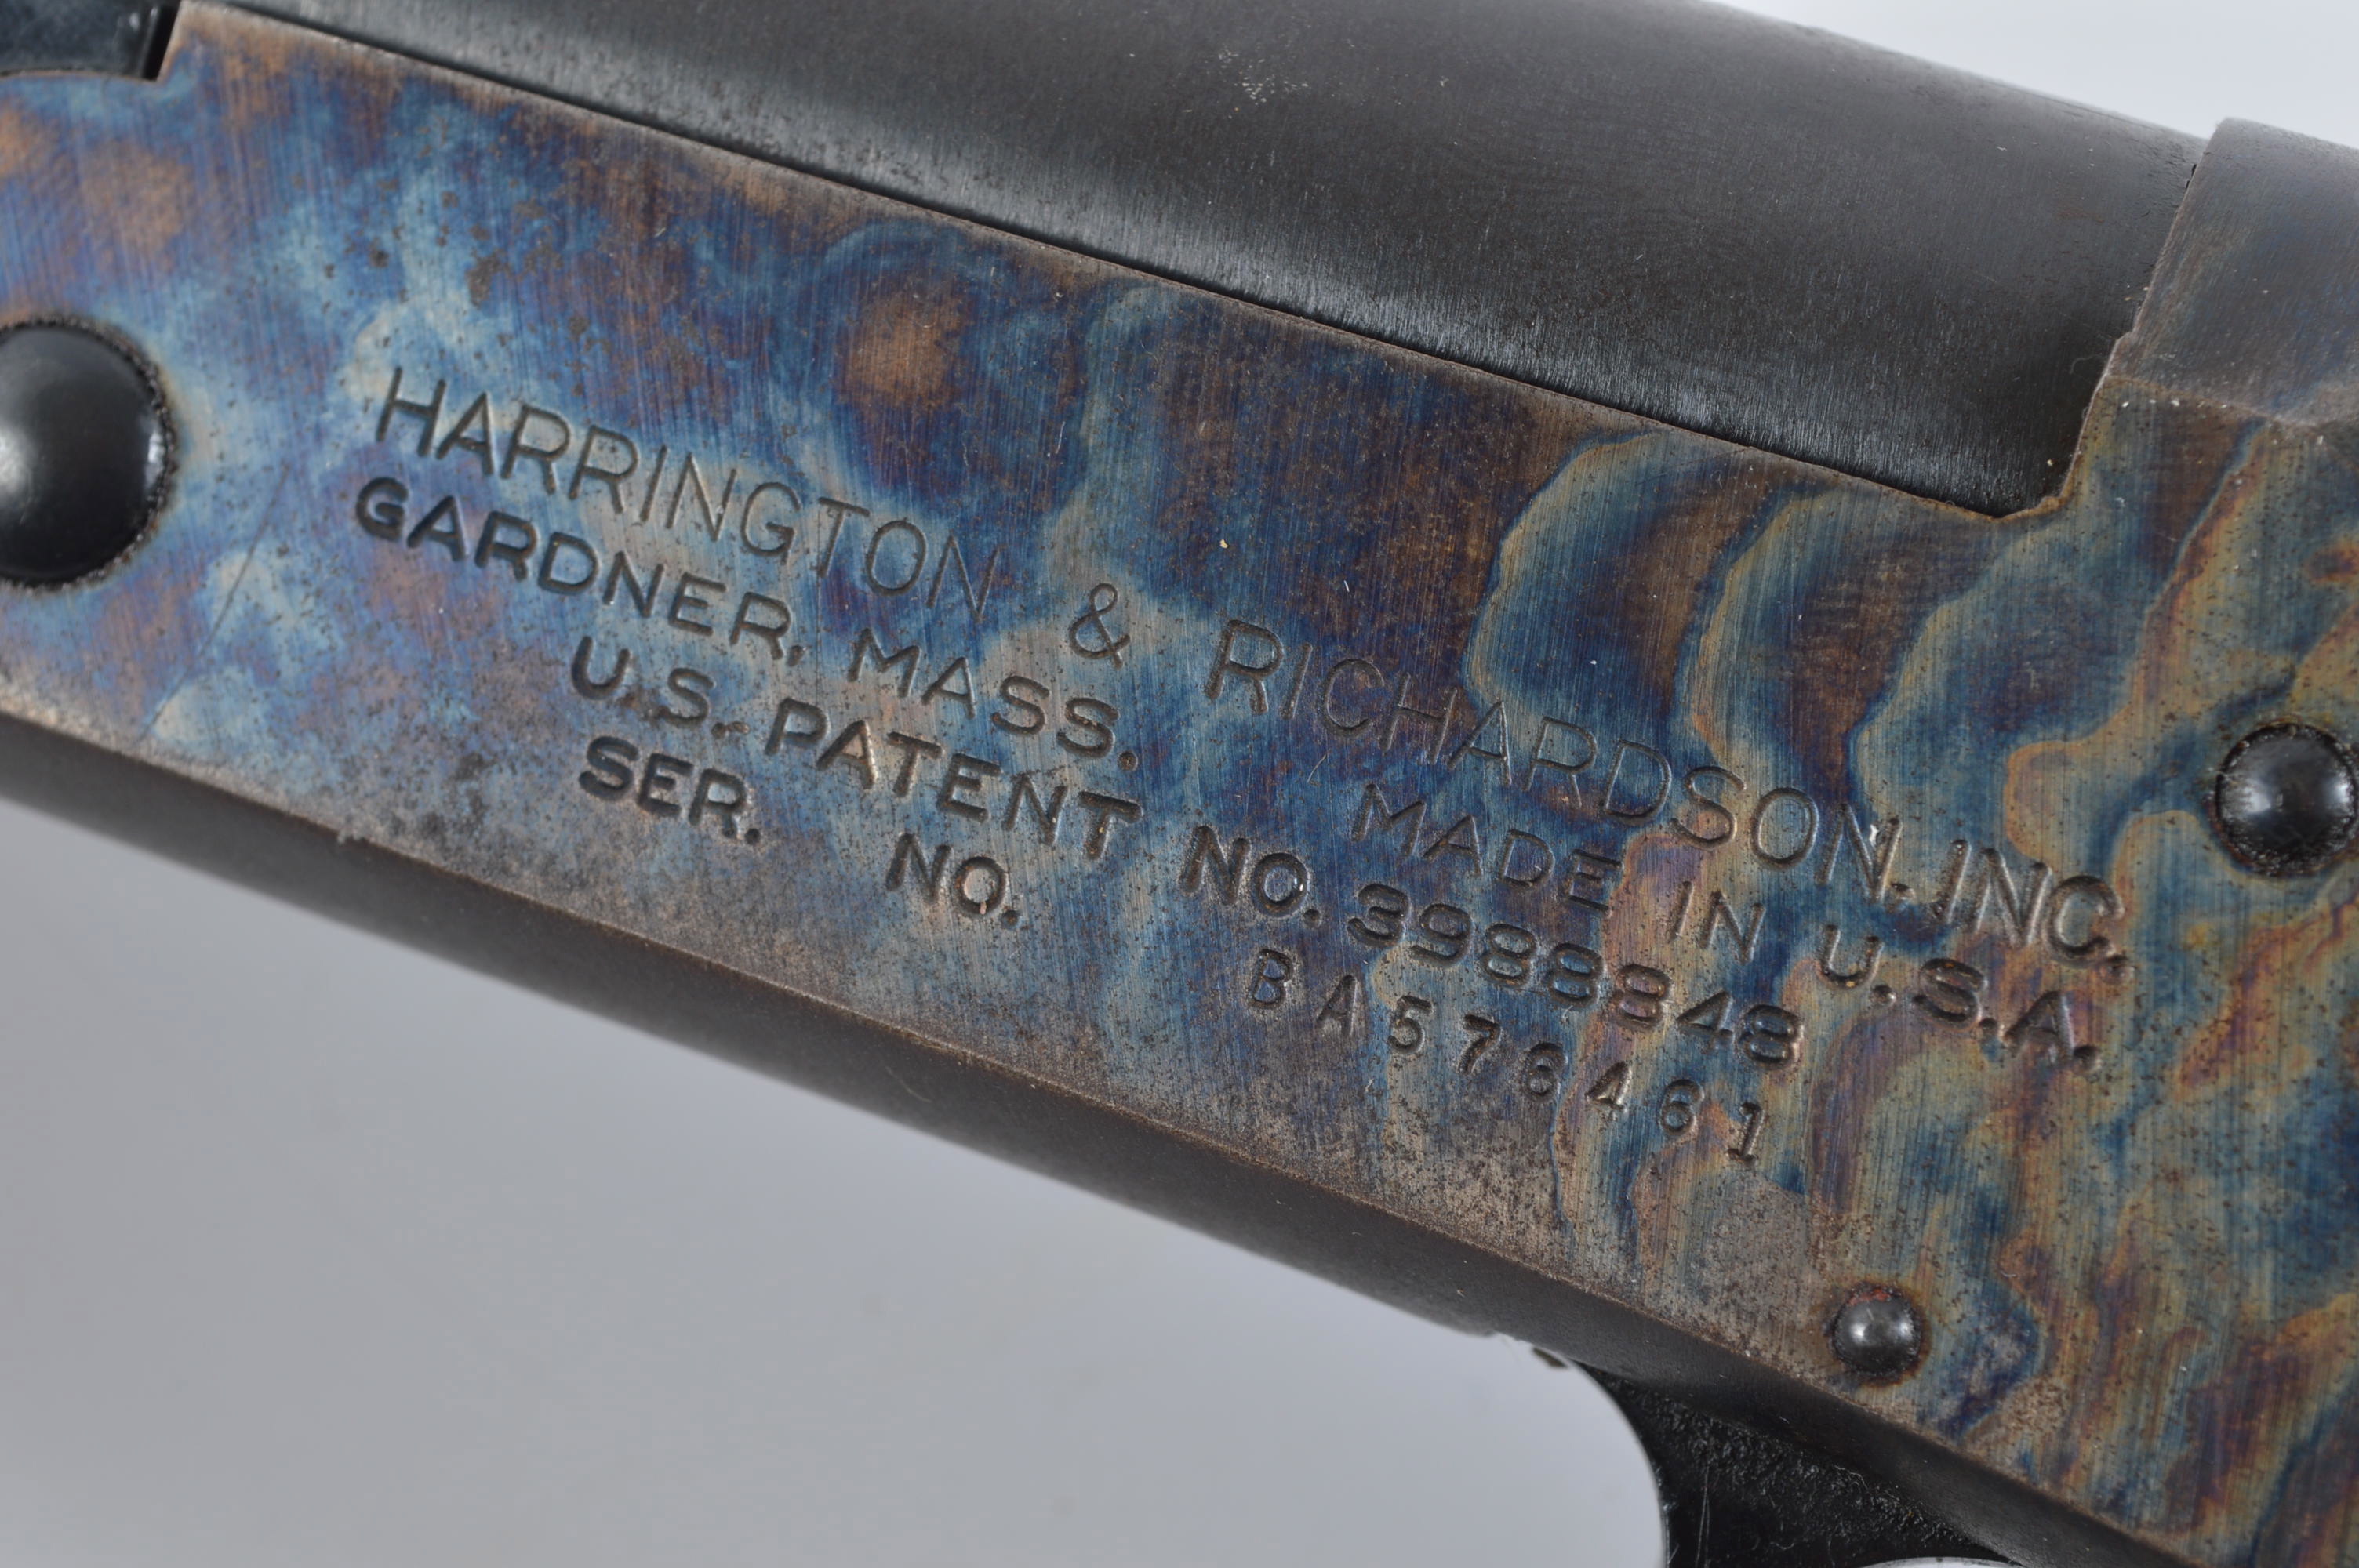 HARRINGTON & RICHARDSON, INC.
GARDNER, MASS. MADE IN U.S.A.
U.S. PATENT NO. 3988848
SER. NO. BA576461